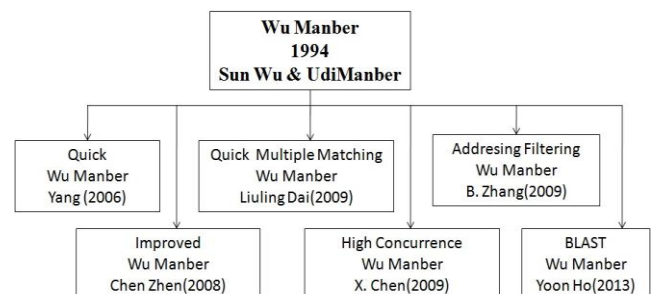 Wu Manber
1994
Sun Wu & UdiManber
Quick
Wu Manber
Yang (2006)
Quick Multiple Matching
Wu Manber
Liuling Dai(2009)
Addresing Filtering
Wu Manber
B. Zhang(2009)
Improved
Wu Manber
Chen Zhen(2008)
High Concurrence
Wu Manber
X. Chen(2009)
BLAST
Wu Manber
Yoon Ho(2013)